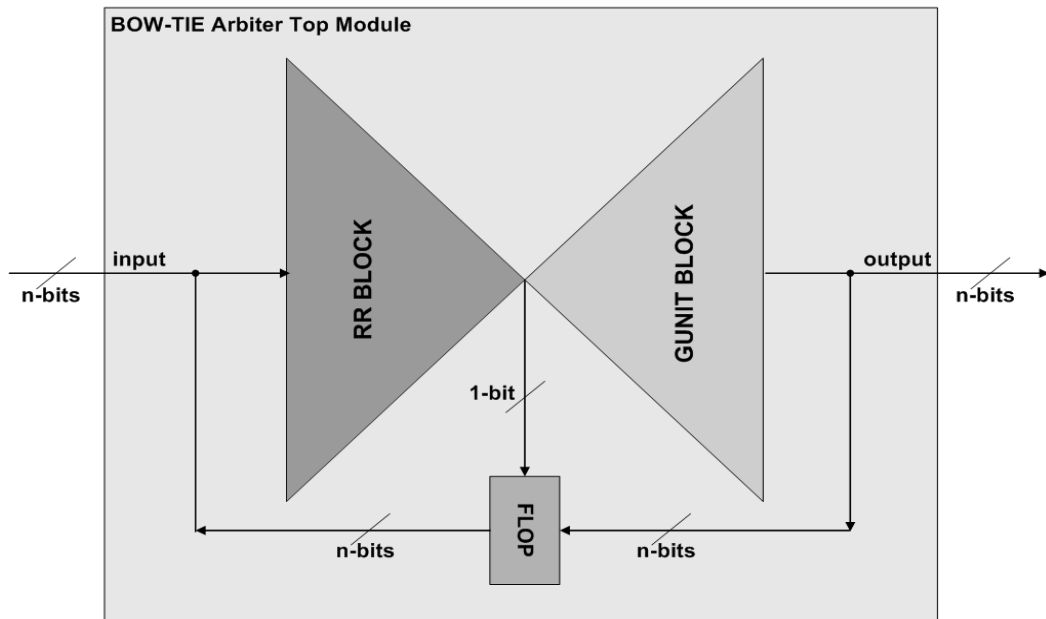 BOW-TIE Arbiter Top Module
RR BLOCK
GUNIT BLOCK
input
output
n-bits
n-bits
1-bit
FLOP
n-bits
n-bits